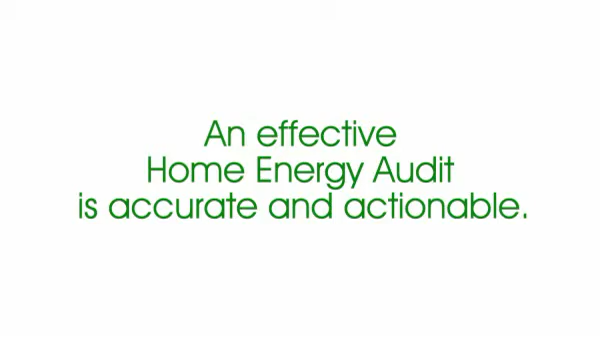 An effective
Home Energy Audit
is accurate and actionable.